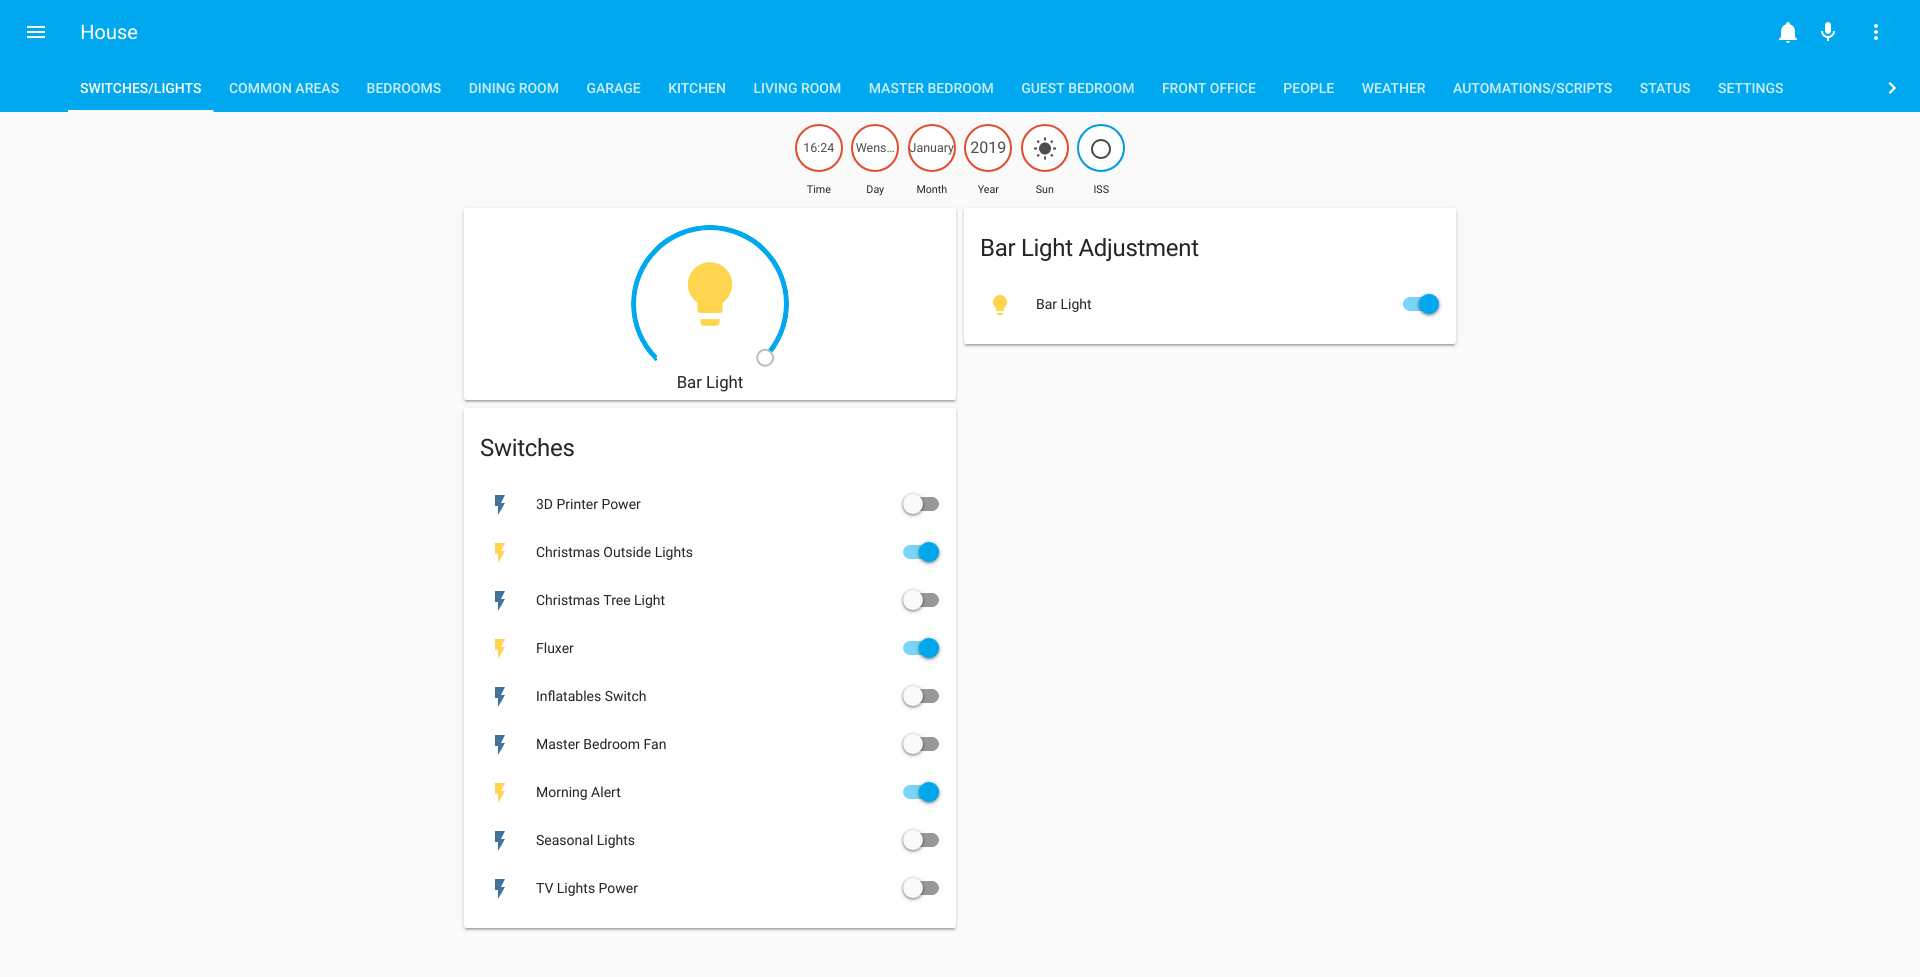 House
SWITCHES/LIGHTS COMMON AREAS BEDROOMS DINING ROOM GARAGE KITCHEN LIVING ROOM MASTER BEDROOM GUEST BEDROOM FRONT OFFICE PEOPLE WEATHER AUTOMATIONS/SCRIPTS STATUS SETTINGS
16:24 Wens... January 2019
Time Day Month Year Sun ISS
Bar Light
Bar Light Adjustment
Bar Light
Switches
3D Printer Power
Christmas Outside Lights
Christmas Tree Light
Fluxer
Inflatables Switch
Master Bedroom Fan
Morning Alert
Seasonal Lights
TV Lights Power